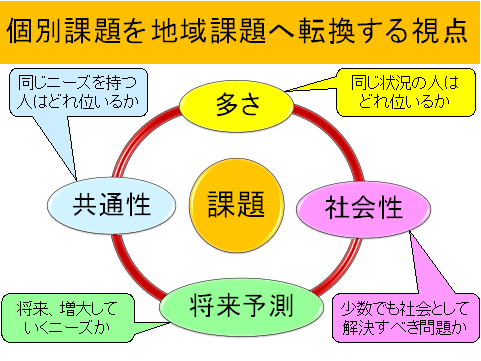 個別課題を地域課題へ転換する視点
同じニーズを持つ
人はどれ位いるか
多さ
同じ状況の人は
どれ位いるか
共通性
課題
社会性
将来、増大して
いくニーズか
将来予測
少数でも社会として
解決すべき問題か